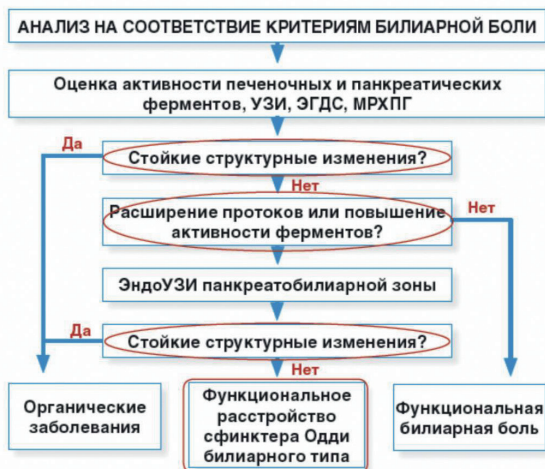 АНАЛИЗ НА СООТВЕТСТВИЕ КРИТЕРИЯМ БИЛИАРНОЙ БОЛИ
Оценка активности печеночных и панкреатических
ферментов, УЗИ, ЭГДС, МРХПГ
Да
Стойкие структурные изменения?
Нет
Расширение протоков или повышение
активности ферментов?
Нет
ЭндоУЗИ панкреатобилиарной зоны
Да
Стойкие структурные изменения?
Нет
Органические
заболевания
Функциональное
расстройство
сфинктера Одди
билиарного типа
Функциональная
билиарная боль